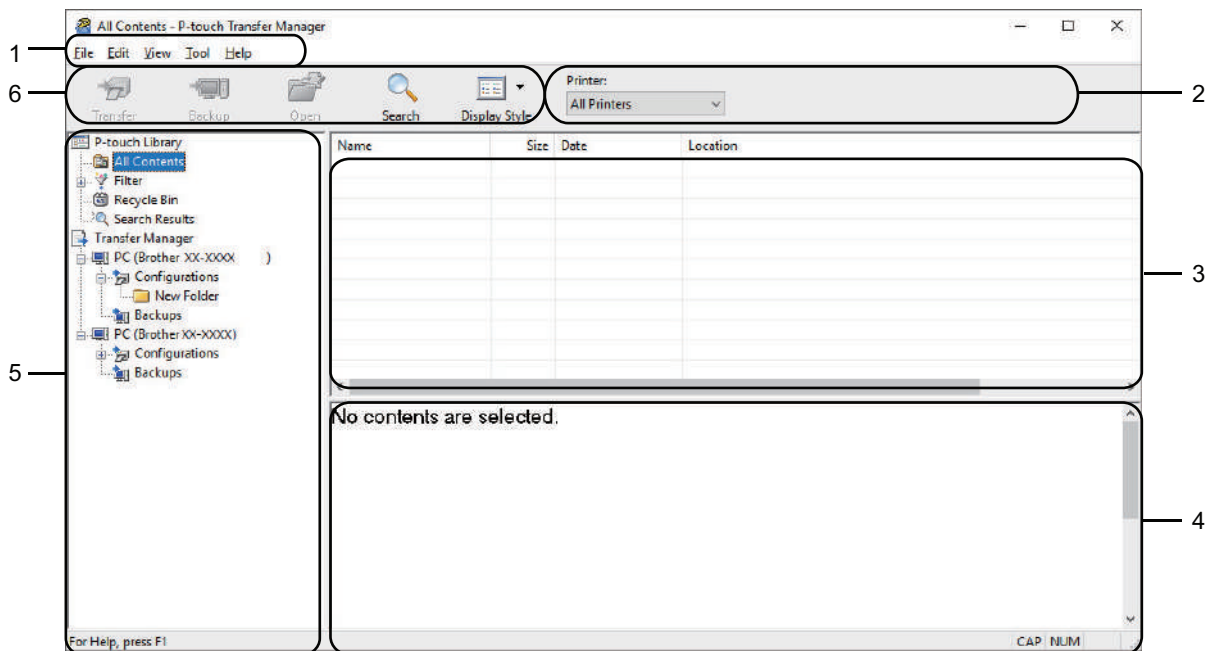 All Contents - P-touch Transfer Manager
1
File Edit View Tool Help
6
Transfer Backup Open Search Display Style
Printer:
All Printers
2
P-touch Library
All Contents
Filter
Recycle Bin
Search Results
Transfer Manager
PC (Brother XX-XXXX )
Configurations
New Folder
Backups
PC (Brother XX-XXXX)
Configurations
Backups
5
Name Size Date Location
3
No contents are selected.
4
For Help, press F1
CAP NUM